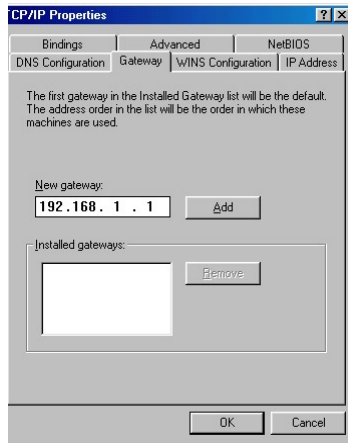 CP/IP Properties
? X
Bindings Advanced NetBIOS
DNS Configuration Gateway WINS Configuration IP Address
The first gateway in the Installed Gateway list will be the default.
The address order in the list will be the order in which these
machines are used.
New gateway:
192.168. 1 . 1 Add
Installed gateways:
Remove
OK Cancel